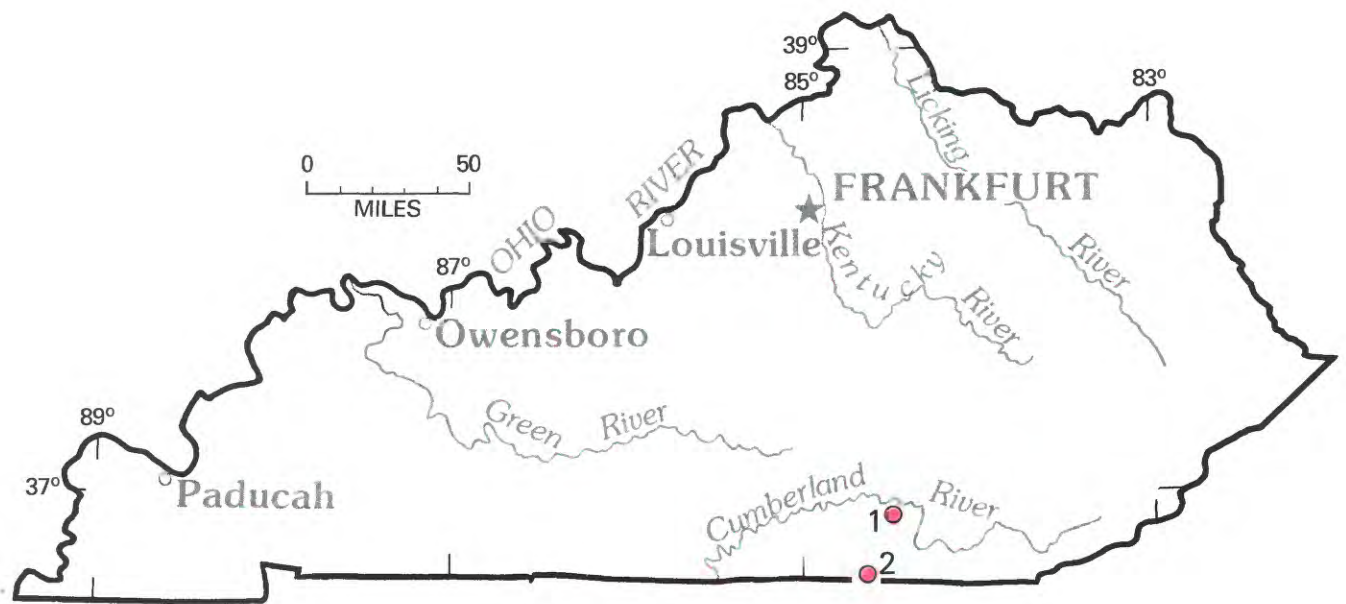 39°
85°
83°
Licking
River
0 50
MILES
OHIO RIVER
FRANKFURT
Louisville
Kentucky
River
87°
Owensboro
89°
Green River
37°
Paducah
Cumberland River
1
2